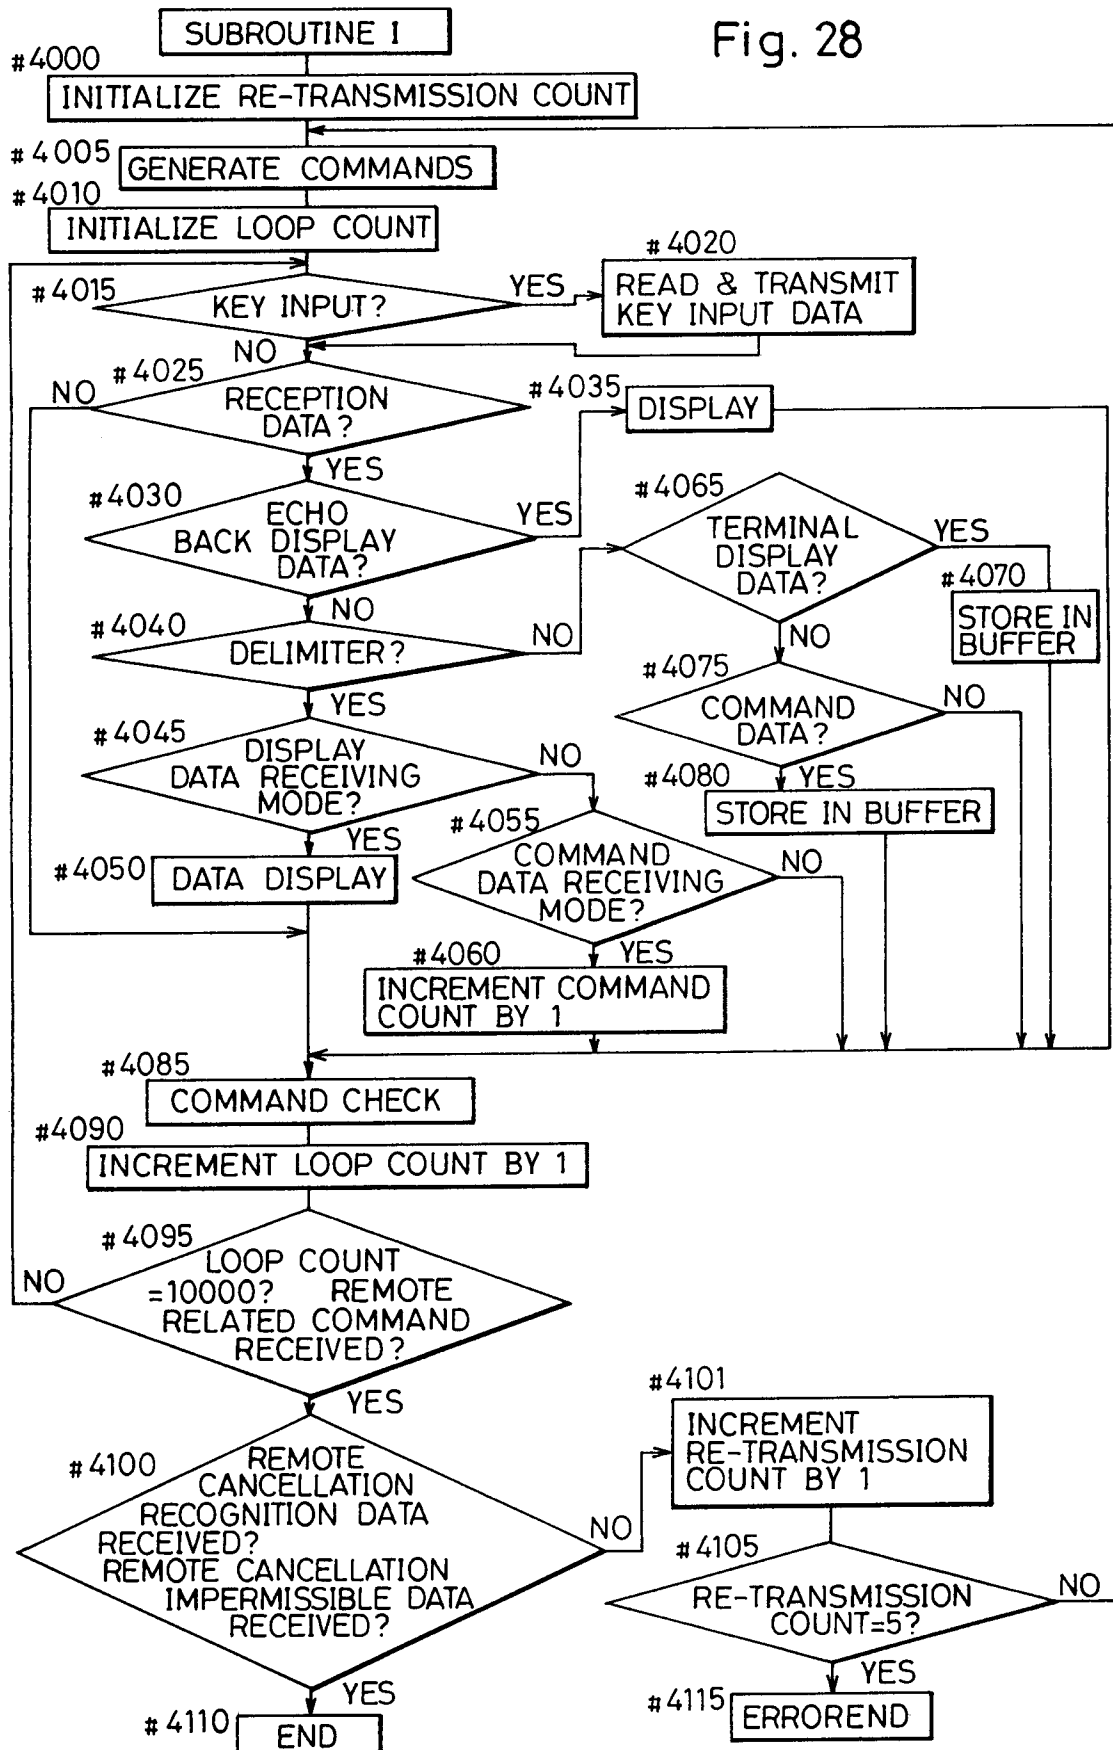 Fig. 28
SUBROUTINE I
#4000
INITIALIZE RE-TRANSMISSION COUNT
#4005
GENERATE COMMANDS
#4010
INITIALIZE LOOP COUNT
#4015
KEY INPUT?
YES
NO
#4020
READ & TRANSMIT
KEY INPUT DATA
#4025
RECEPTION
DATA?
NO
YES
#4030
ECHO
BACK DISPLAY
DATA?
YES
NO
#4035
DISPLAY
#4040
DELIMITER?
NO
YES
#4065
TERMINAL
DISPLAY
DATA?
YES
NO
#4070
STORE IN
BUFFER
#4075
COMMAND
DATA?
NO
YES
#4080
STORE IN BUFFER
#4045
DISPLAY
DATA RECEIVING
MODE?
NO
YES
#4050
DATA DISPLAY
#4055
COMMAND
DATA RECEIVING
MODE?
NO
YES
#4060
INCREMENT COMMAND
COUNT BY 1
#4085
COMMAND CHECK
#4090
INCREMENT LOOP COUNT BY 1
#4095
LOOP COUNT
=10000? REMOTE
RELATED COMMAND
RECEIVED?
NO
YES
#4100
REMOTE
CANCELLATION
RECOGNITION DATA
RECEIVED?
REMOTE CANCELLATION
IMPERMISSIBLE DATA
RECEIVED?
NO
YES
#4101
INCREMENT
RE-TRANSMISSION
COUNT BY 1
#4105
RE-TRANSMISSION
COUNT=5?
NO
YES
#4110
END
#4115
ERROREND